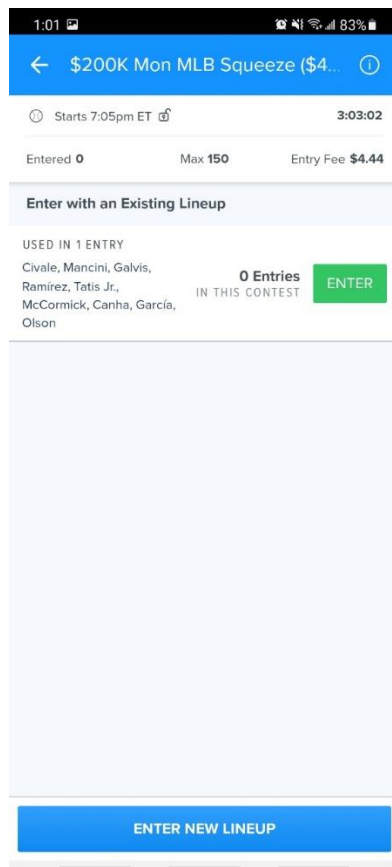 1:01 83%
$200K Mon MLB Squeeze ($4...
Starts 7:05pm ET 3:03:02
Entered 0 Max 150 Entry Fee $4.44
Enter with an Existing Lineup
USED IN 1 ENTRY
Civale, Mancini, Galvis,
Ramírez, Tatis Jr.,
McCormick, Canha, García,
Olson
0 Entries
IN THIS CONTEST
ENTER
ENTER NEW LINEUP